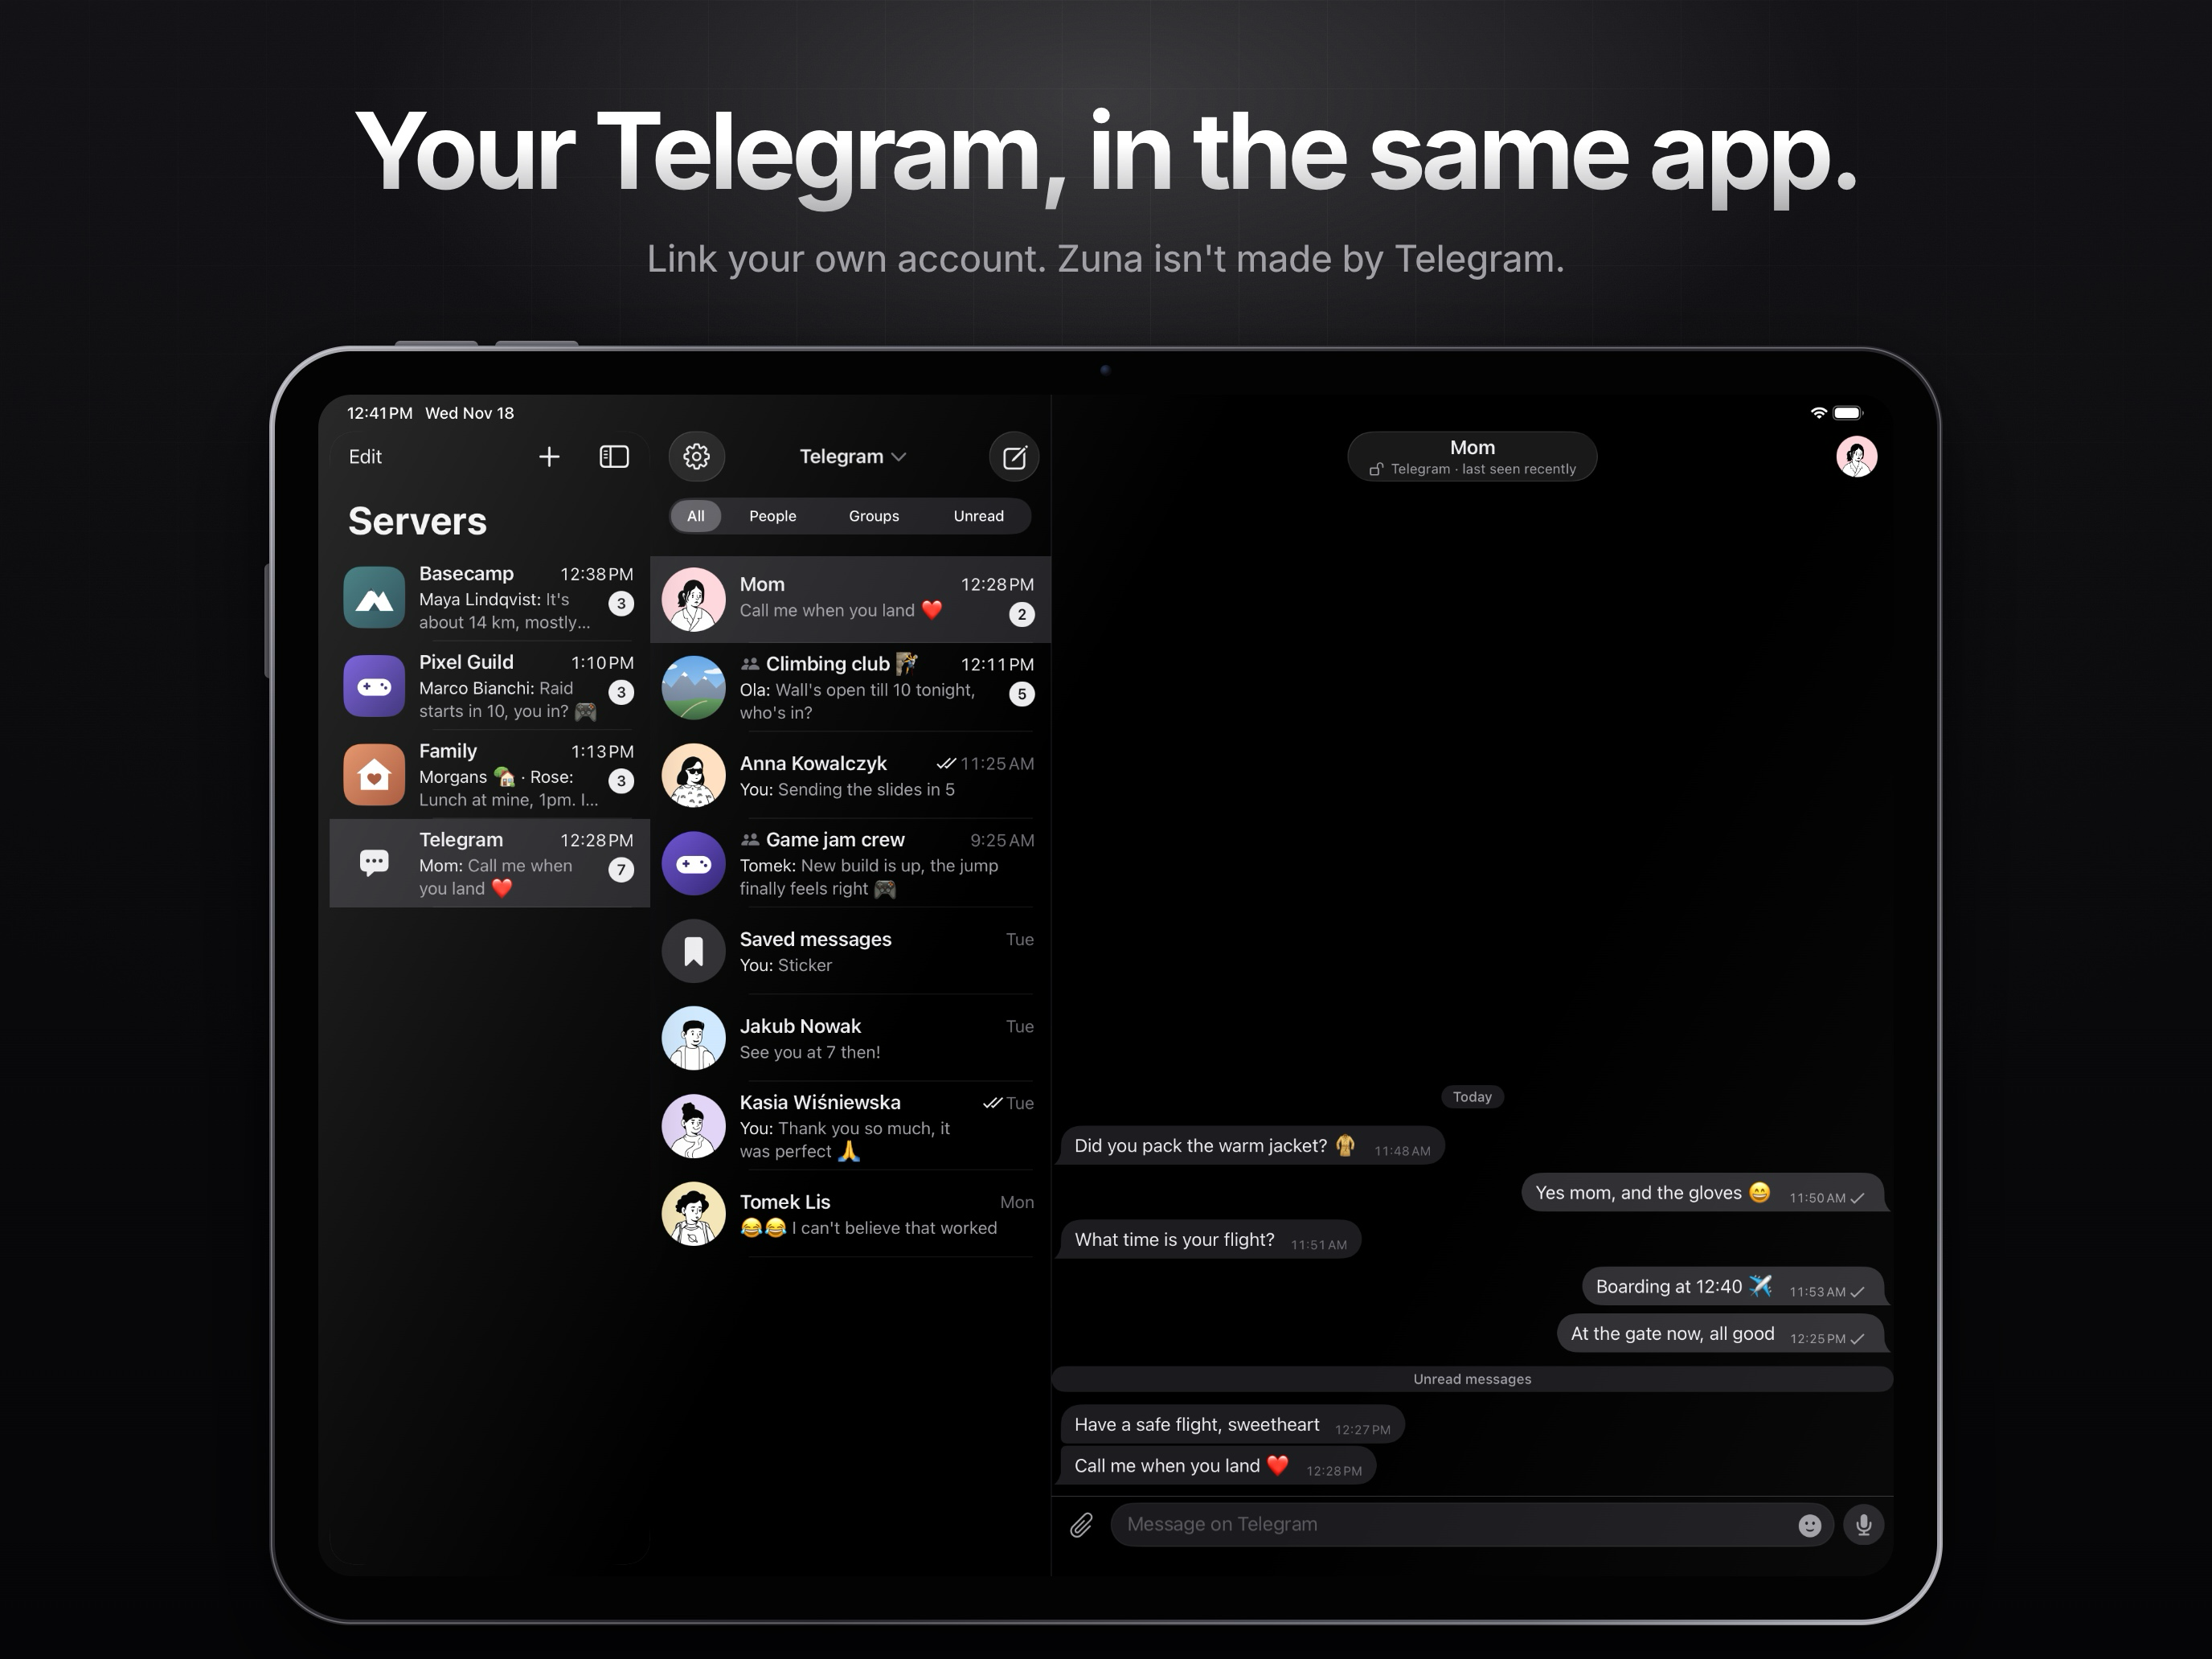 Your Telegram, in the same app.
Link your own account. Zuna isn't made by Telegram.
12:41 PM Wed Nov 18
Edit
Servers
Basecamp 12:38 PM
Maya Lindqvist: It's 3
about 14 km, mostly...
Pixel Guild 1:10 PM
Marco Bianchi: Raid 3
starts in 10, you in? 🎮
Family 1:13 PM
Morgans 🏡 · Rose: 3
Lunch at mine, 1pm. I...
Telegram 12:28 PM
Mom: Call me when 7
you land ❤️
Telegram
All People Groups Unread
Mom 12:28 PM
Call me when you land ❤️ 2
Climbing club 🧗 12:11 PM
Ola: Wall's open till 10 tonight, 5
who's in?
Anna Kowalczyk 11:25 AM
You: Sending the slides in 5
Game jam crew 9:25 AM
Tomek: New build is up, the jump
finally feels right 🎮
Saved messages Tue
You: Sticker
Jakub Nowak Tue
See you at 7 then!
Kasia Wiśniewska Tue
You: Thank you so much, it
was perfect 🙏
Tomek Lis Mon
😂😂 I can't believe that worked
Mom
Telegram · last seen recently
Today
Did you pack the warm jacket? 🧥 11:48 AM
Yes mom, and the gloves 😄 11:50 AM
What time is your flight? 11:51 AM
Boarding at 12:40 ✈️ 11:53 AM
At the gate now, all good 12:25 PM
Unread messages
Have a safe flight, sweetheart 12:27 PM
Call me when you land ❤️ 12:28 PM
Message on Telegram